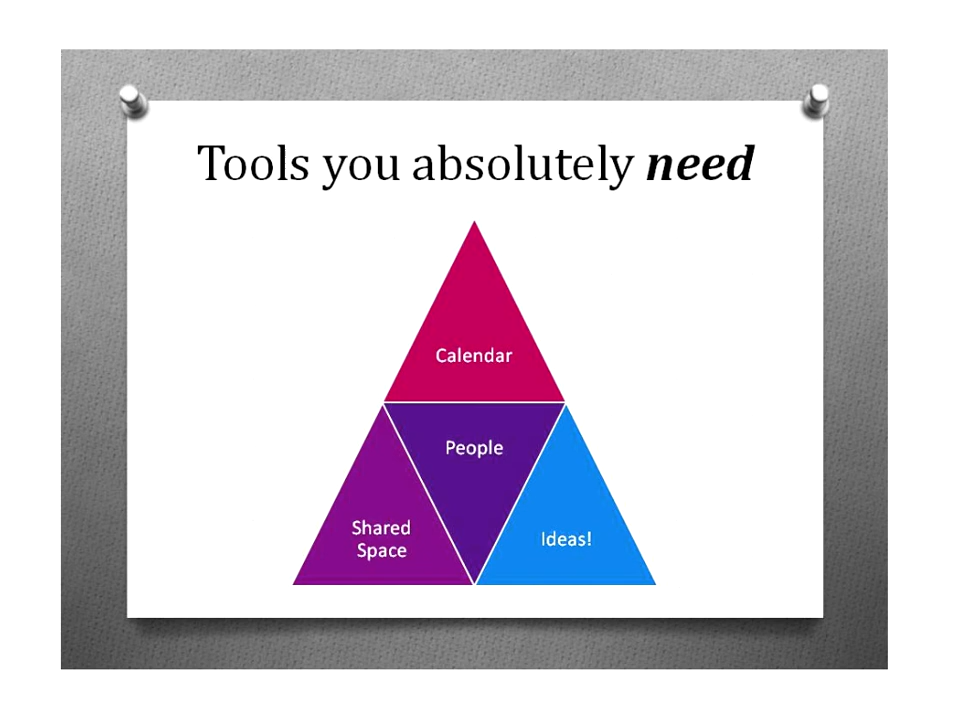 Tools you absolutely need
Calendar
People
Shared
Space
Ideas!